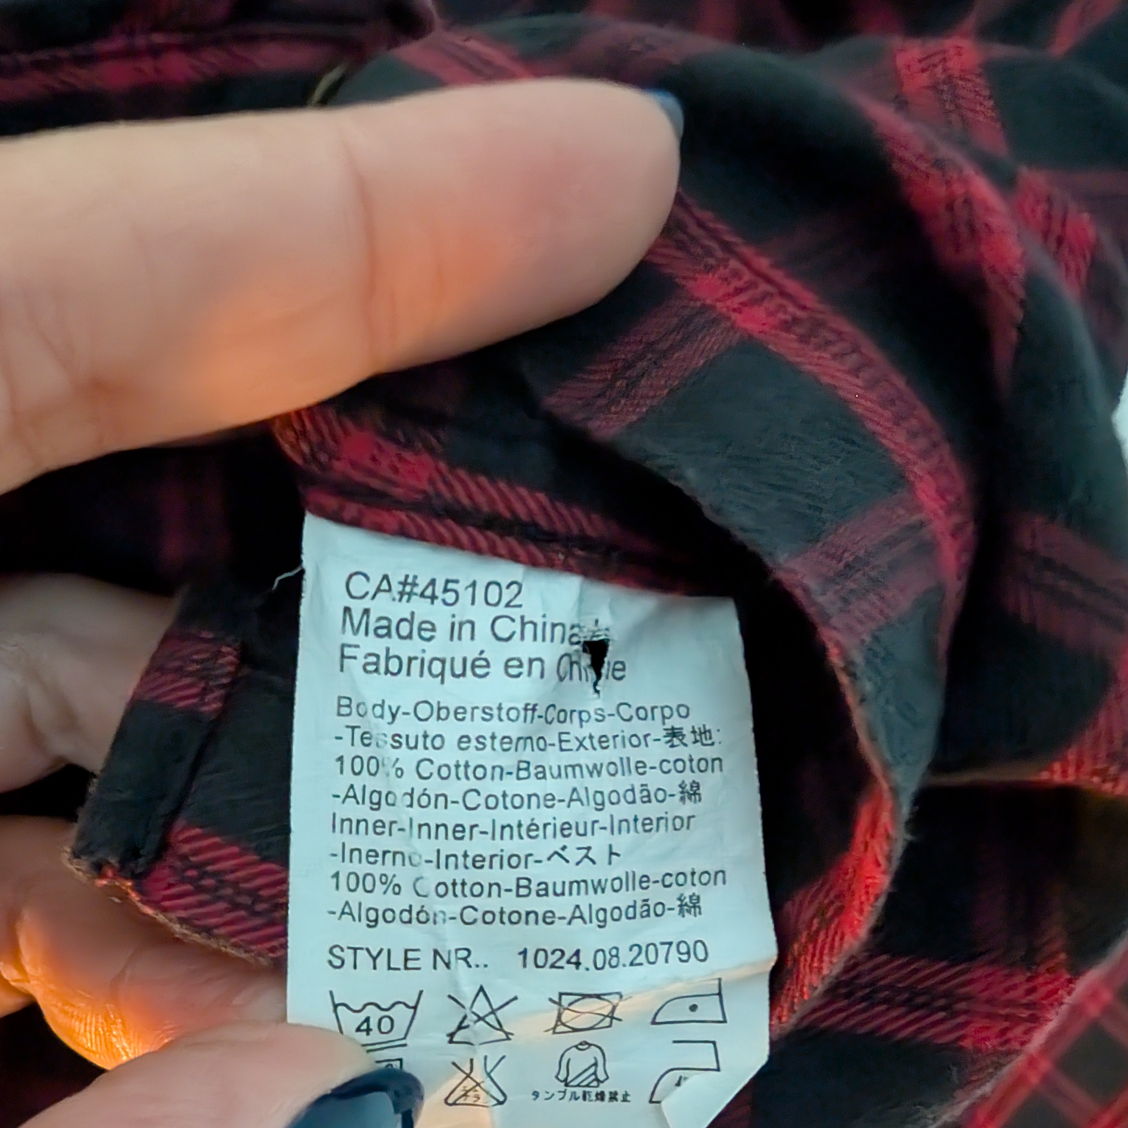 CA#45102
Made in China
Fabriqué en Chine
Body-Oberstoff-Corps-Corpo
-Tessuto esterno-Exterior-表地:
100% Cotton-Baumwolle-coton
-Algodón-Cotone-Algodão-綿
Inner-Inner-Intérieur-Interior
-Inerno-Interior-ベスト
100% Cotton-Baumwolle-coton
-Algodón-Cotone-Algodão-綿
STYLE NR.. 1024.08.20790
40
タンブル乾燥禁止